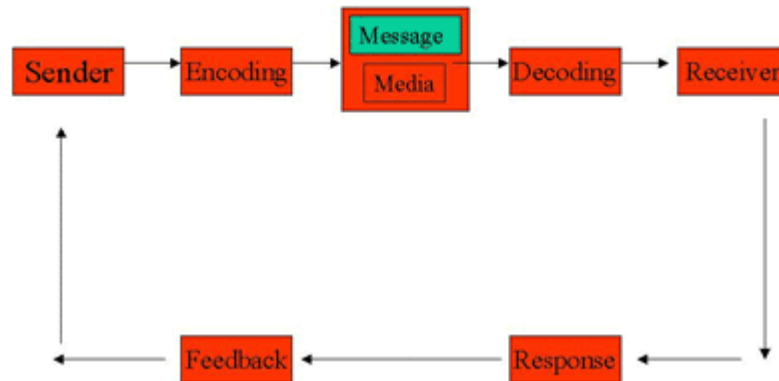 Sender
Encoding
Message
Media
Decoding
Receiver
Feedback
Response